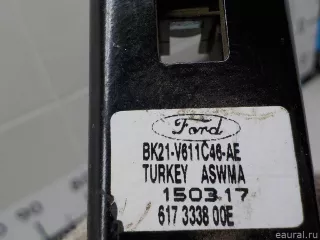 Ford
BK21-V611C46-AE
TURKEY ASWMA
150317
617 3338 00E
eaural.ru